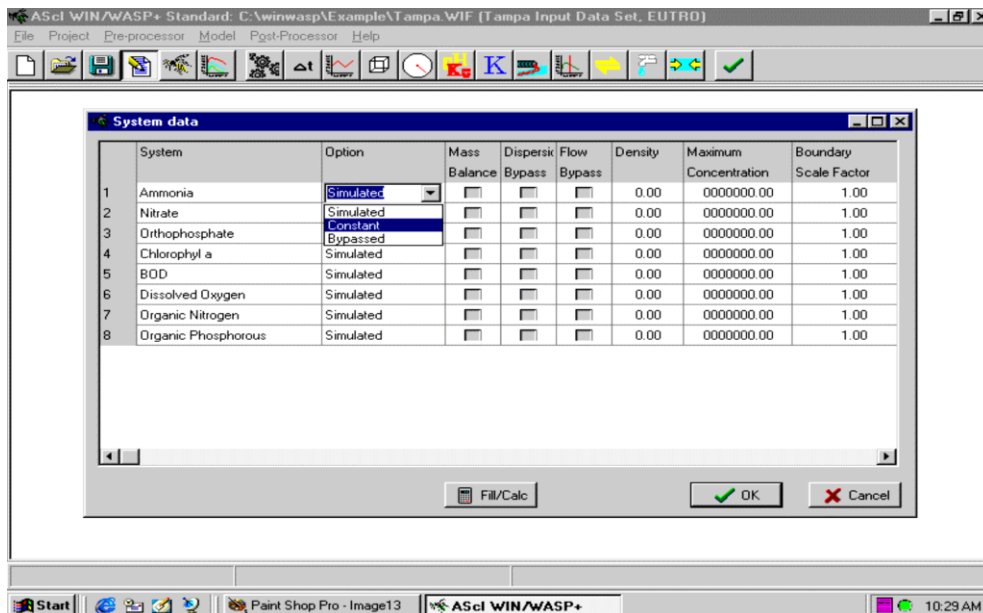 AScI WIN/WASP+ Standard: C:\winwasp\Example\Tampa.WIF (Tampa Input Data Set, EUTRO)
File Project Pre-processor Model Post-Processor Help
Δt K
System data
System Option Mass Dispersic Flow Density Maximum Boundary
Balance Bypass Bypass Concentration Scale Factor
1 Ammonia Simulated 0.00 0000000.00 1.00
2 Nitrate Simulated 0.00 0000000.00 1.00
Constant
3 Orthophosphate Bypassed 0.00 0000000.00 1.00
4 Chlorophyl a Simulated 0.00 0000000.00 1.00
5 BOD Simulated 0.00 0000000.00 1.00
6 Dissolved Oxygen Simulated 0.00 0000000.00 1.00
7 Organic Nitrogen Simulated 0.00 0000000.00 1.00
8 Organic Phosphorous Simulated 0.00 0000000.00 1.00
Fill/Calc OK Cancel
Start Paint Shop Pro - Image13 AScI WIN/WASP+ 10:29 AM